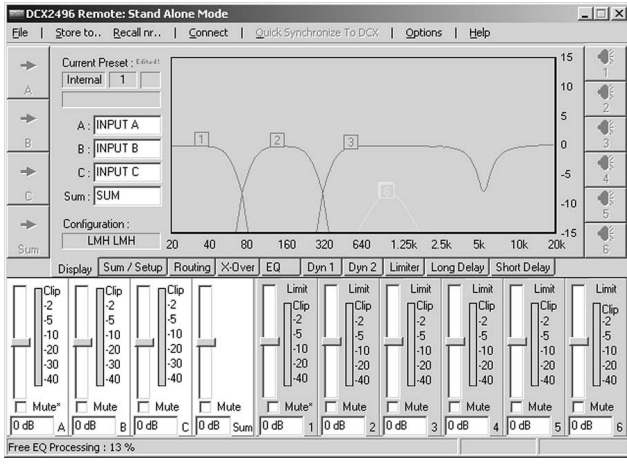 DCX2496 Remote: Stand Alone Mode
File | Store to.. Recall nr.. | Connect | Quick Synchronize To DCX | Options | Help
Current Preset : Edited!
Internal 1
A : INPUT A
B : INPUT B
C : INPUT C
Sum : SUM
Configuration :
LMH LMH
A
B
C
Sum
1 2 3 6
15
10
5
0
-5
-10
-15
20 40 80 160 320 640 1.25k 2.5k 5k 10k 20k
1
2
3
4
5
6
Display Sum / Setup Routing X-Over EQ Dyn 1 Dyn 2 Limiter Long Delay Short Delay
Limit Limit Limit Limit Limit Limit
Clip Clip Clip Clip Clip Clip Clip Clip Clip
-2 -2 -2 -2 -2 -2 -2 -2 -2
-5 -5 -5 -5 -5 -5 -5 -5 -5
-10 -10 -10 -10 -10 -10 -10 -10 -10
-20 -20 -20 -20 -20 -20 -20 -20 -20
-30 -30 -30
-40 -40 -40 -40 -40 -40 -40 -40 -40
Mute* Mute Mute Mute Mute* Mute Mute Mute Mute Mute
0 dB A 0 dB B 0 dB C 0 dB Sum 0 dB 1 0 dB 2 0 dB 3 0 dB 4 0 dB 5 0 dB 6
Free EQ Processing : 13 %